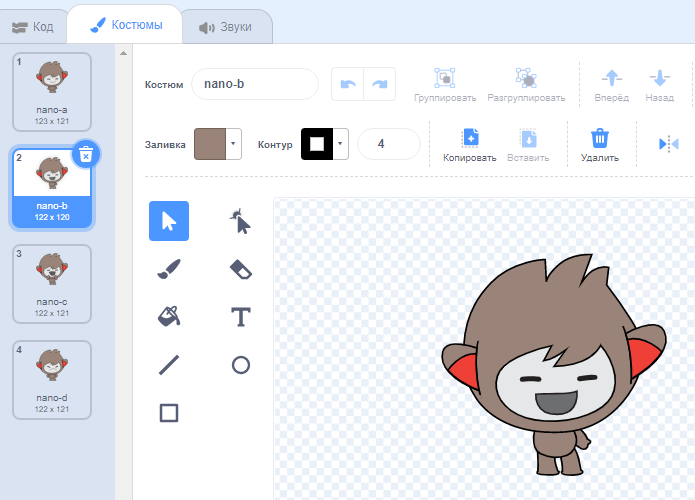 Код
Костюмы
Звуки
1
nano-a
123 x 121
2
nano-b
122 x 120
3
nano-c
122 x 121
4
nano-d
122 x 121
Костюм
nano-b
Группировать
Разгруппировать
Вперёд
Назад
Заливка
Контур
4
Копировать
Вставить
Удалить
T